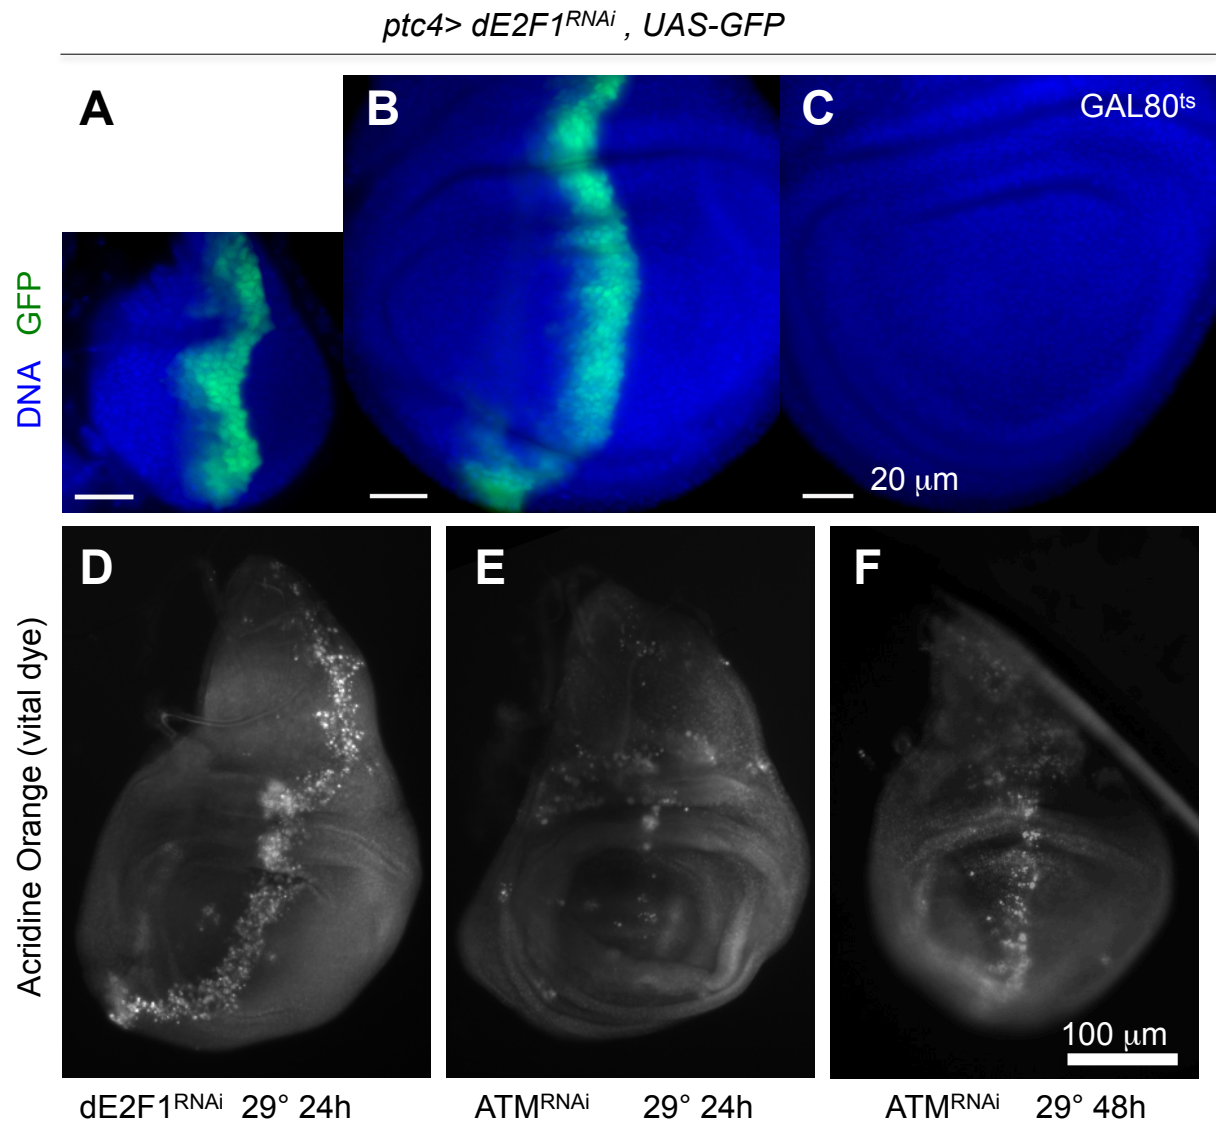 ptc4> dE2F1RNAi , UAS-GFP
A
B
C
GAL80ts
DNA GFP
20 μm
D
E
F
Acridine Orange (vital dye)
100 μm
dE2F1RNAi 29° 24h
ATMRNAi 29° 24h
ATMRNAi 29° 48h